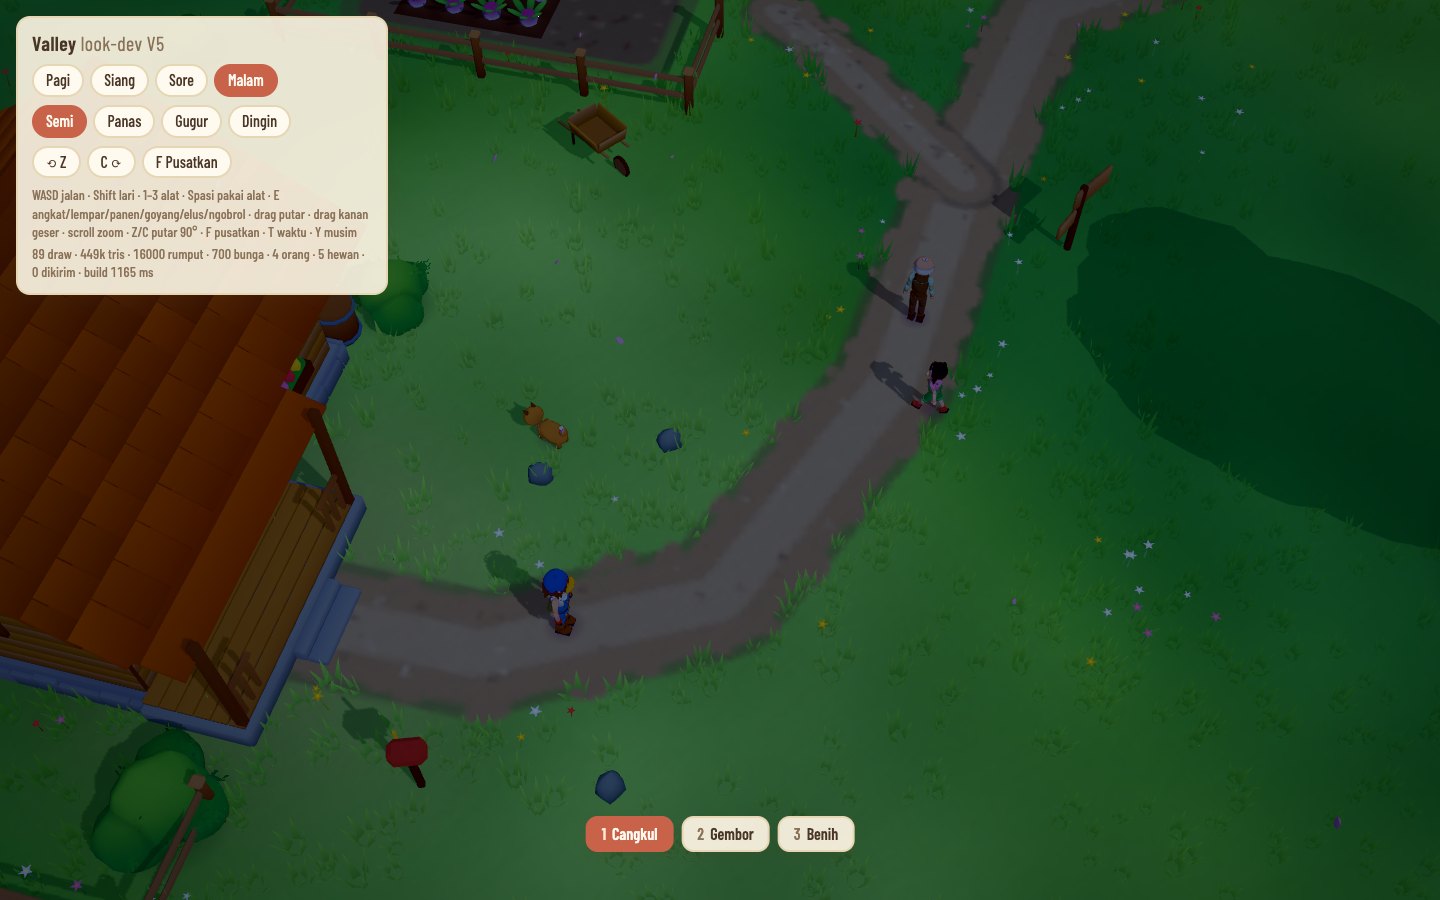 Valley look-dev V5
Pagi Siang Sore Malam
Semi Panas Gugur Dingin
⟲ Z C ⟳ F Pusatkan
WASD jalan · Shift lari · 1–3 alat · Spasi pakai alat · E
angkat/lempar/panen/goyang/elus/ngobrol · drag putar · drag kanan
geser · scroll zoom · Z/C putar 90° · F pusatkan · T waktu · Y musim
89 draw · 449k tris · 16000 rumput · 700 bunga · 4 orang · 5 hewan ·
0 dikirim · build 1165 ms
1 Cangkul 2 Gembor 3 Benih